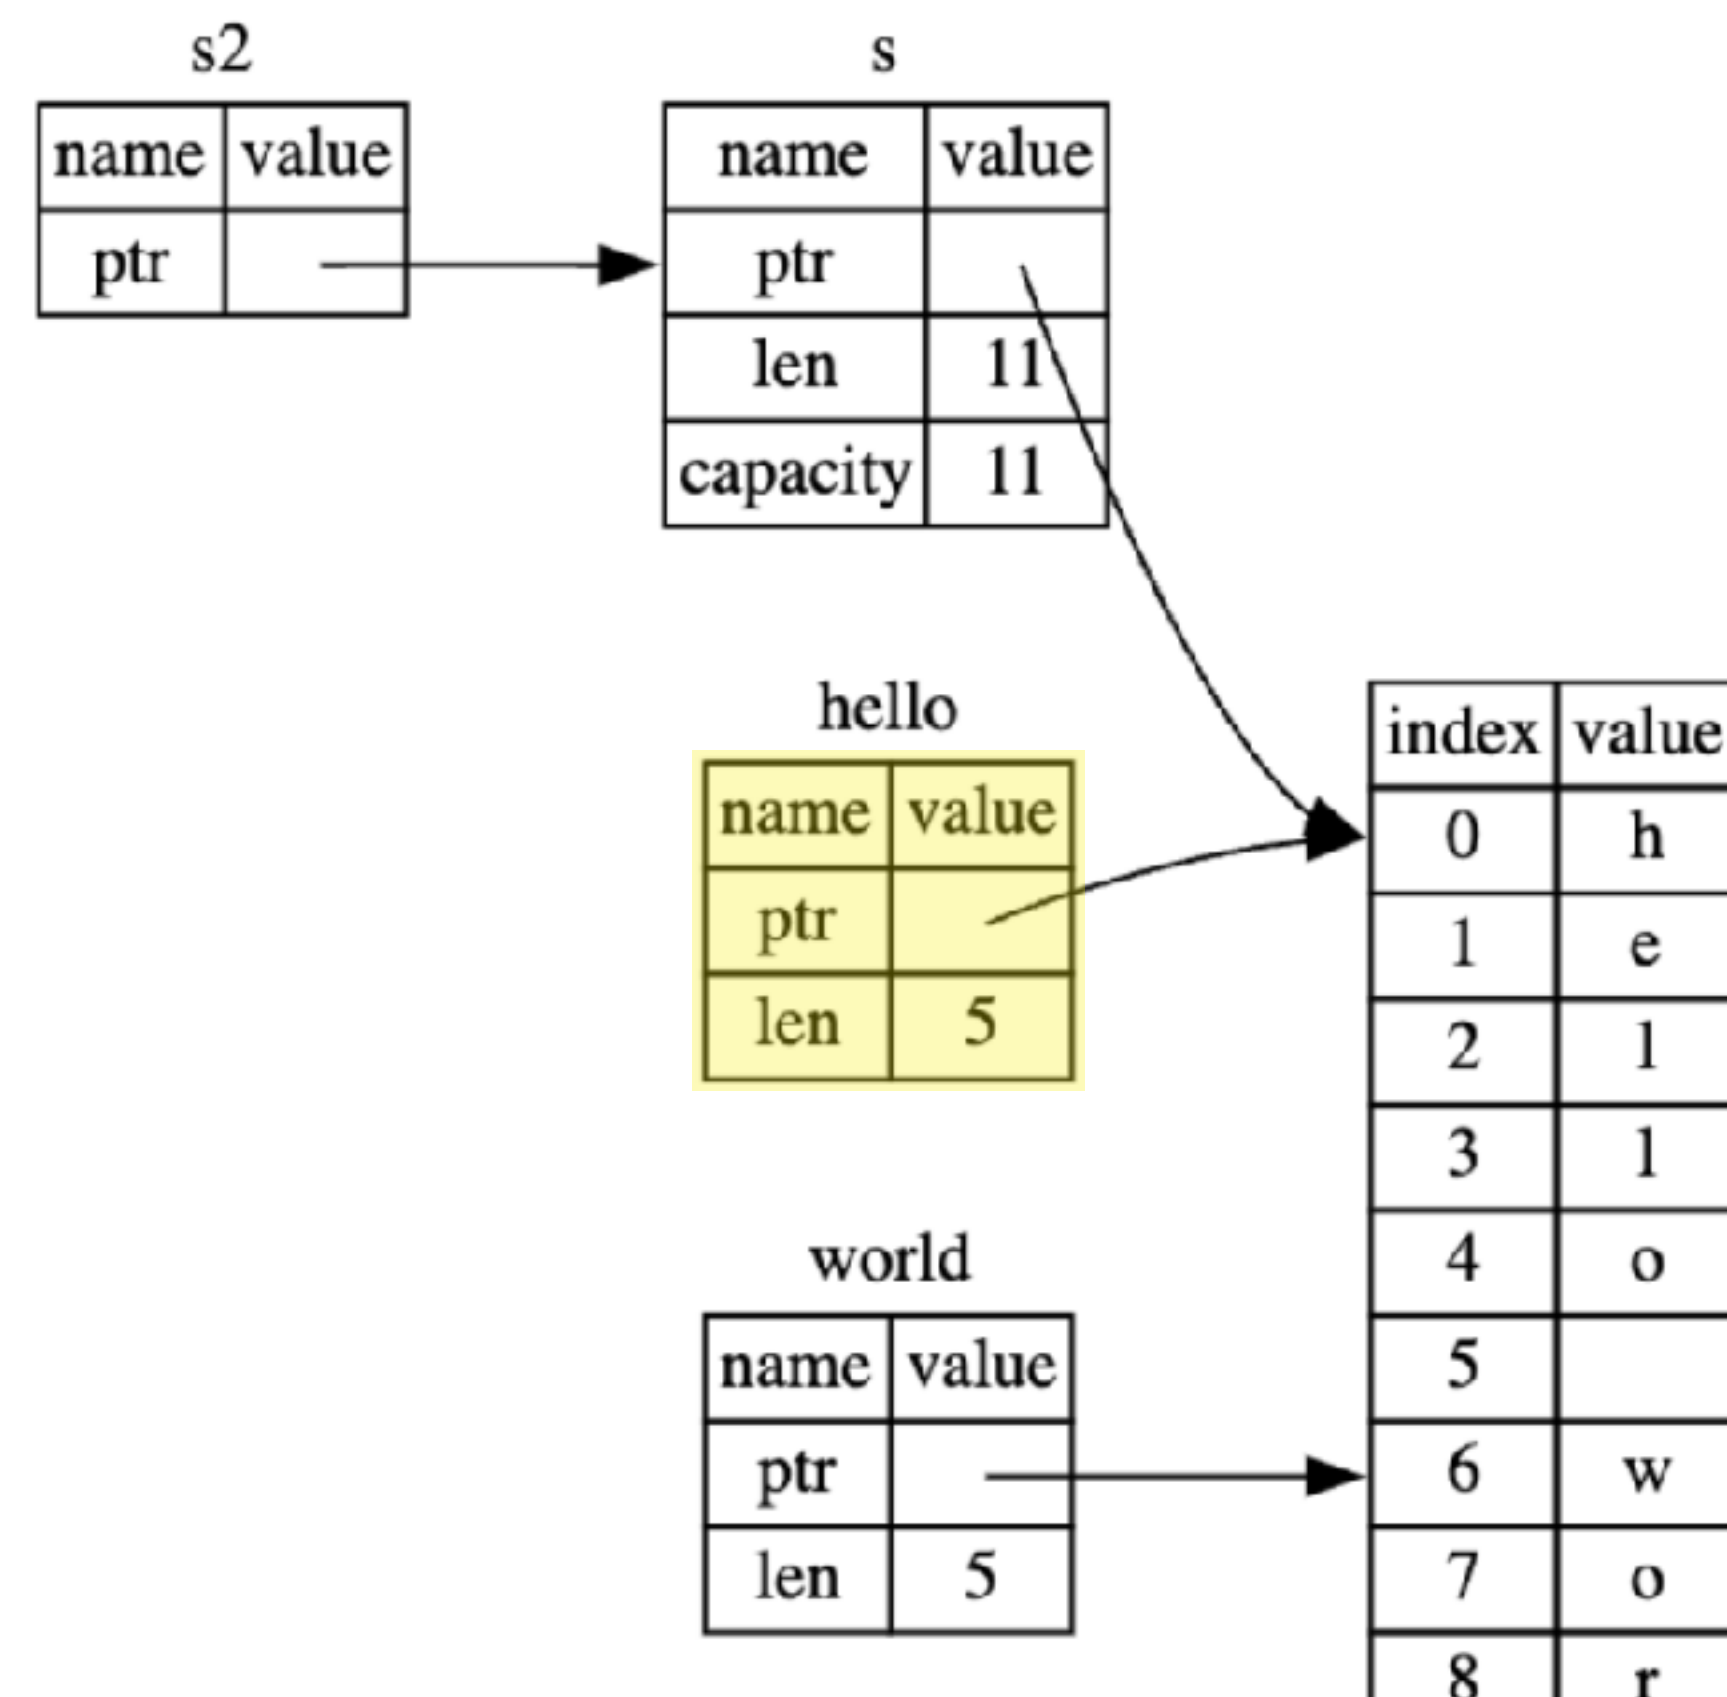 s2
name value
ptr
s
name value
ptr
len 11
capacity 11
hello
name value
ptr
len 5
world
name value
ptr
len 5
index value
0 h
1 e
2 l
3 l
4 o
5
6 w
7 o
8 r